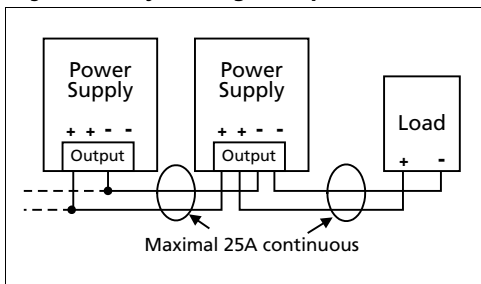 Power
Supply
+ + - -
Output
Power
Supply
+ + - -
Output
Load
+ -
Maximal 25A continuous